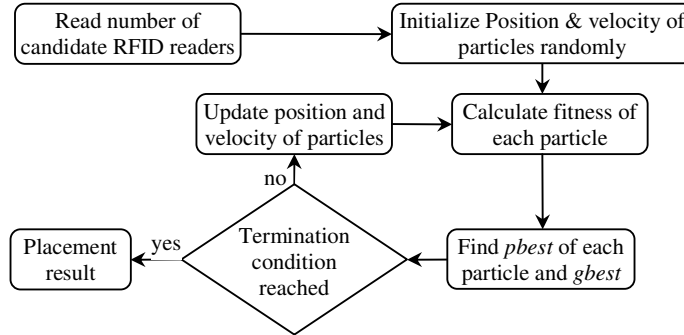 Read number of
candidate RFID readers
Initialize Position & velocity of
particles randomly
Update position and
velocity of particles
Calculate fitness of
each particle
no
yes
Placement
result
Termination
condition
reached
Find pbest of each
particle and gbest